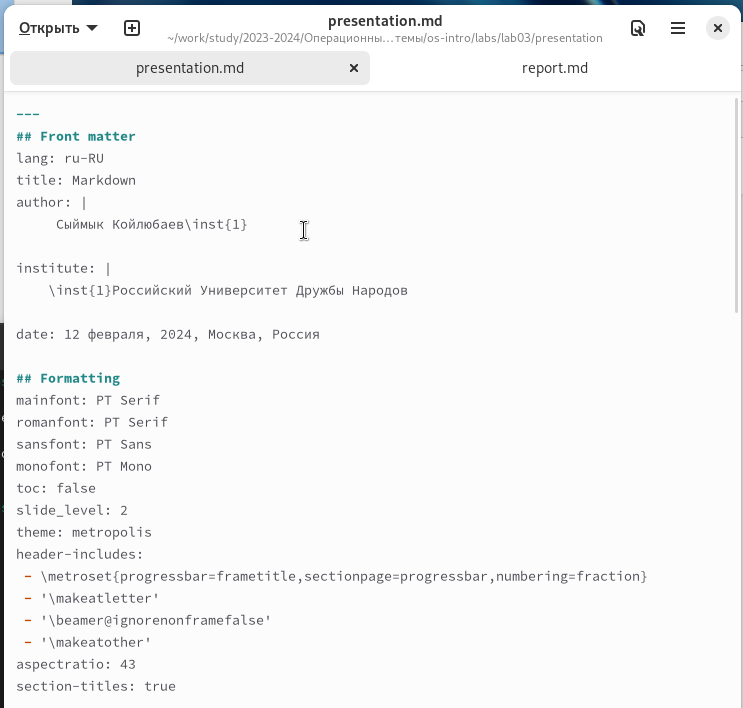 Открыть
presentation.md
~/work/study/2023-2024/Операционны…темы/os-intro/labs/lab03/presentation
presentation.md
report.md
---
## Front matter
lang: ru-RU
title: Markdown
author: |
Сыймык Койлюбаев\inst{1}
institute: |
\inst{1}Российский Университет Дружбы Народов
date: 12 февраля, 2024, Москва, Россия
## Formatting
mainfont: PT Serif
romanfont: PT Serif
sansfont: PT Sans
monofont: PT Mono
toc: false
slide_level: 2
theme: metropolis
header-includes:
- \metroset{progressbar=frametitle,sectionpage=progressbar,numbering=fraction}
- '\makeatletter'
- '\beamer@ignorenonframefalse'
- '\makeatother'
aspectratio: 43
section-titles: true